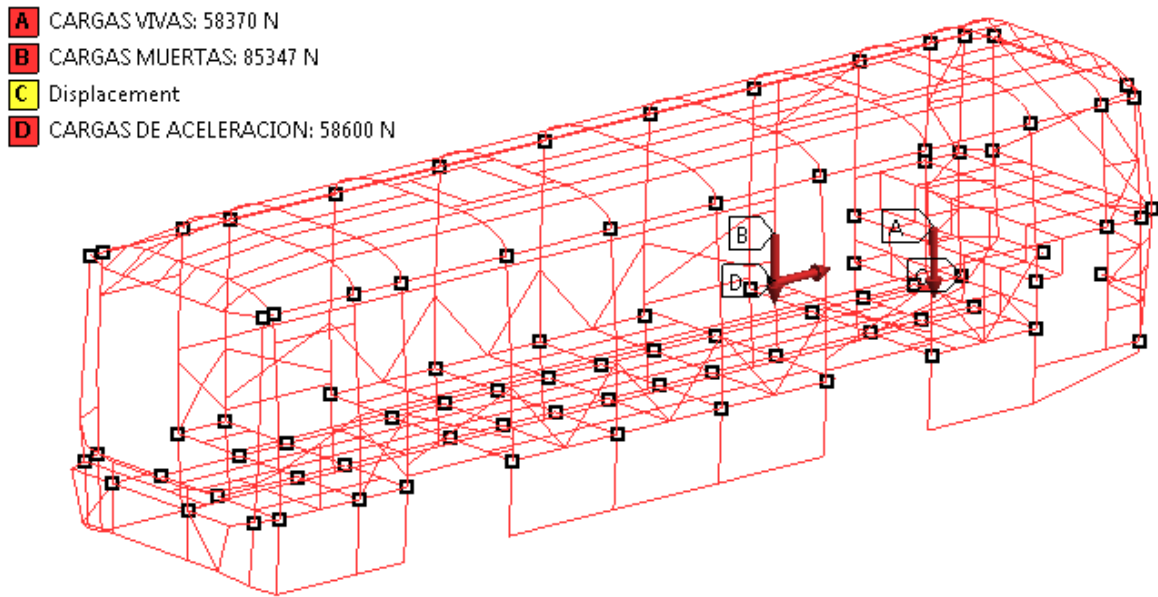 A CARGAS VIVAS: 58370 N
B CARGAS MUERTAS: 85347 N
C Displacement
D CARGAS DE ACELERACION: 58600 N
B
A
D
C